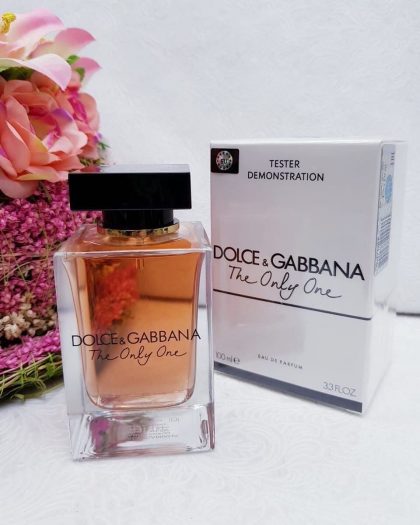 TESTER
DEMONSTRATION
DOLCE & GABBANA
The Only One
100 ml e
EAU DE PARFUM
3.3 FL.OZ.
DOLCE & GABBANA
The Only One